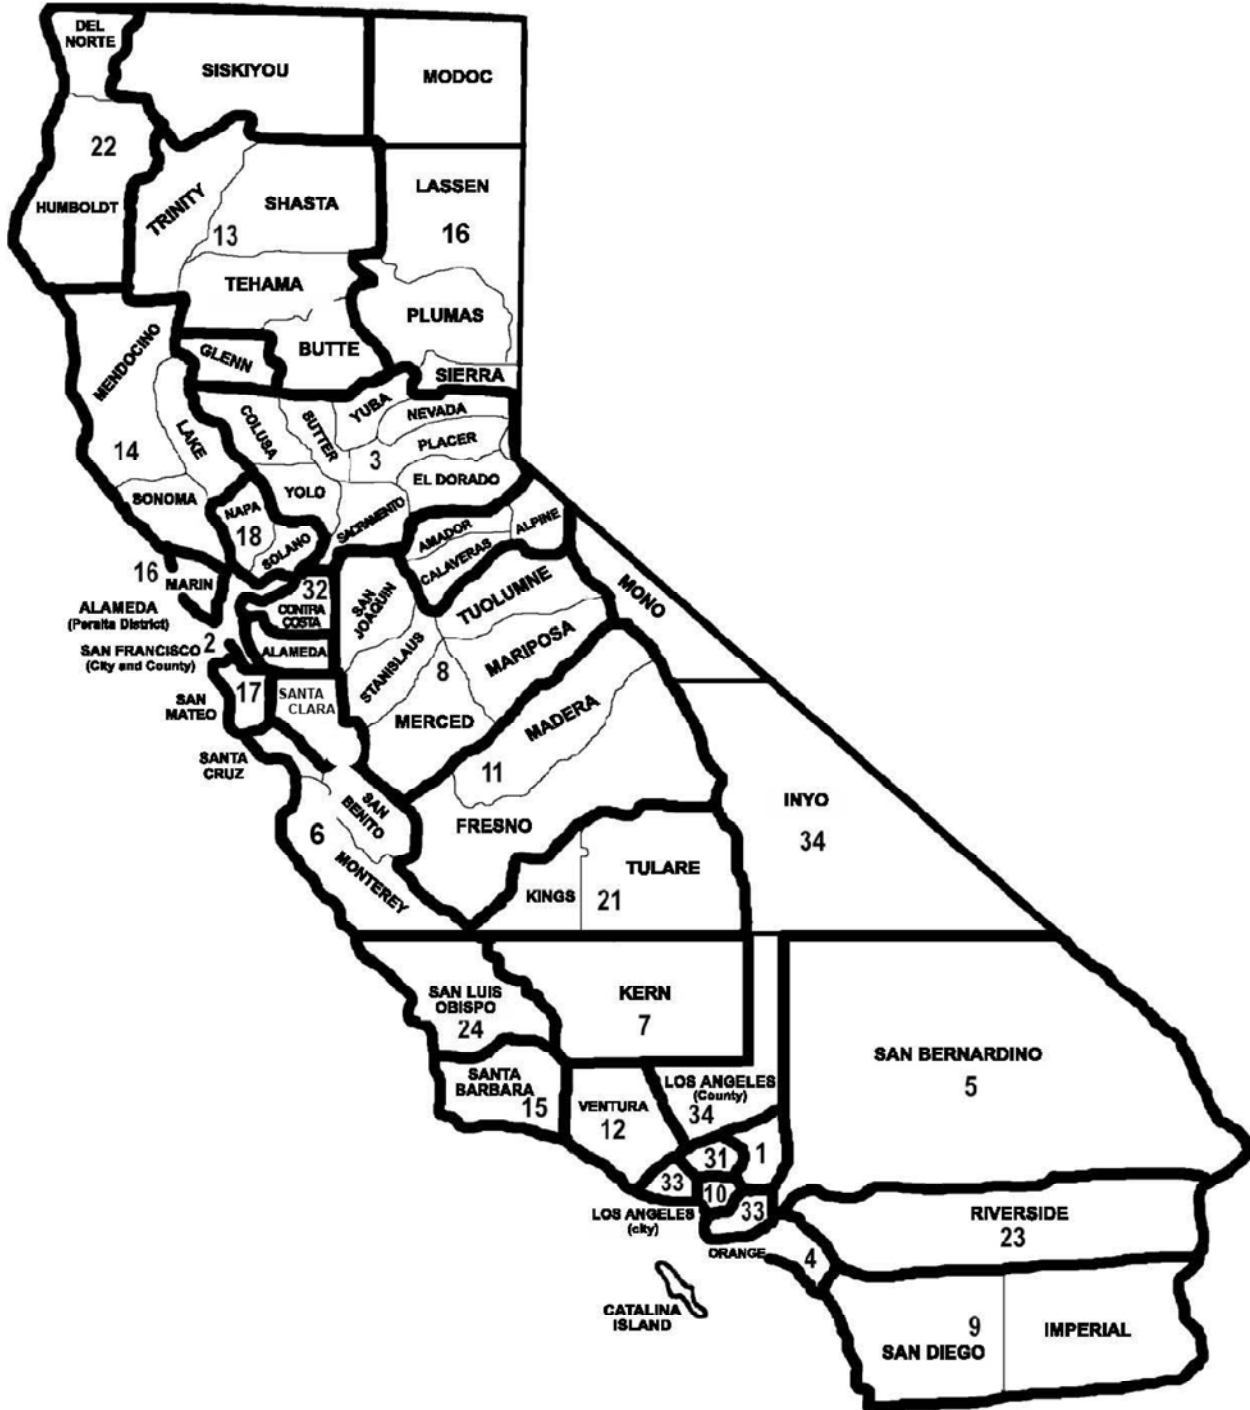 DEL
NORTE
SISKIYOU
MODOC
22
HUMBOLDT
TRINITY
SHASTA
13
LASSEN
16
TEHAMA
PLUMAS
MENDOCINO
GLENN
BUTTE
SIERRA
YUBA
NEVADA
COLUSA
SUTTER
PLACER
LAKE
14
3
EL DORADO
SONOMA
YOLO
NAPA
18
SOLANO
SACRAMENTO
AMADOR
ALPINE
CALAVERAS
16
MARIN
32
CONTRA
COSTA
SAN
JOAQUIN
TUOLUMNE
MONO
ALAMEDA
(Peralta District)
2
SAN FRANCISCO
(City and County)
ALAMEDA
STANISLAUS
MARIPOSA
8
17
SAN
MATEO
SANTA
CLARA
MERCED
MADERA
SANTA
CRUZ
11
SAN
BENITO
INYO
34
6
FRESNO
MONTEREY
TULARE
KINGS
21
SAN LUIS
OBISPO
24
KERN
7
SAN BERNARDINO
5
SANTA
BARBARA
15
VENTURA
12
LOS ANGELES
(County)
34
31
1
33
10
33
LOS ANGELES
(city)
ORANGE
4
RIVERSIDE
23
CATALINA
ISLAND
9
SAN DIEGO
IMPERIAL